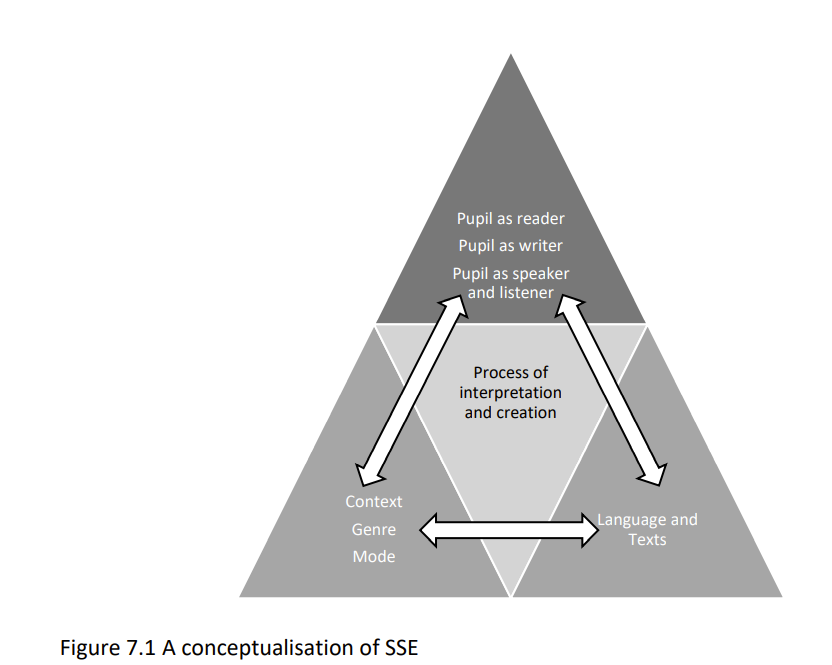 Pupil as reader
Pupil as writer
Pupil as speaker
and listener
Process of
interpretation
and creation
Context
Genre
Mode
Language and
Texts
Figure 7.1 A conceptualisation of SSE